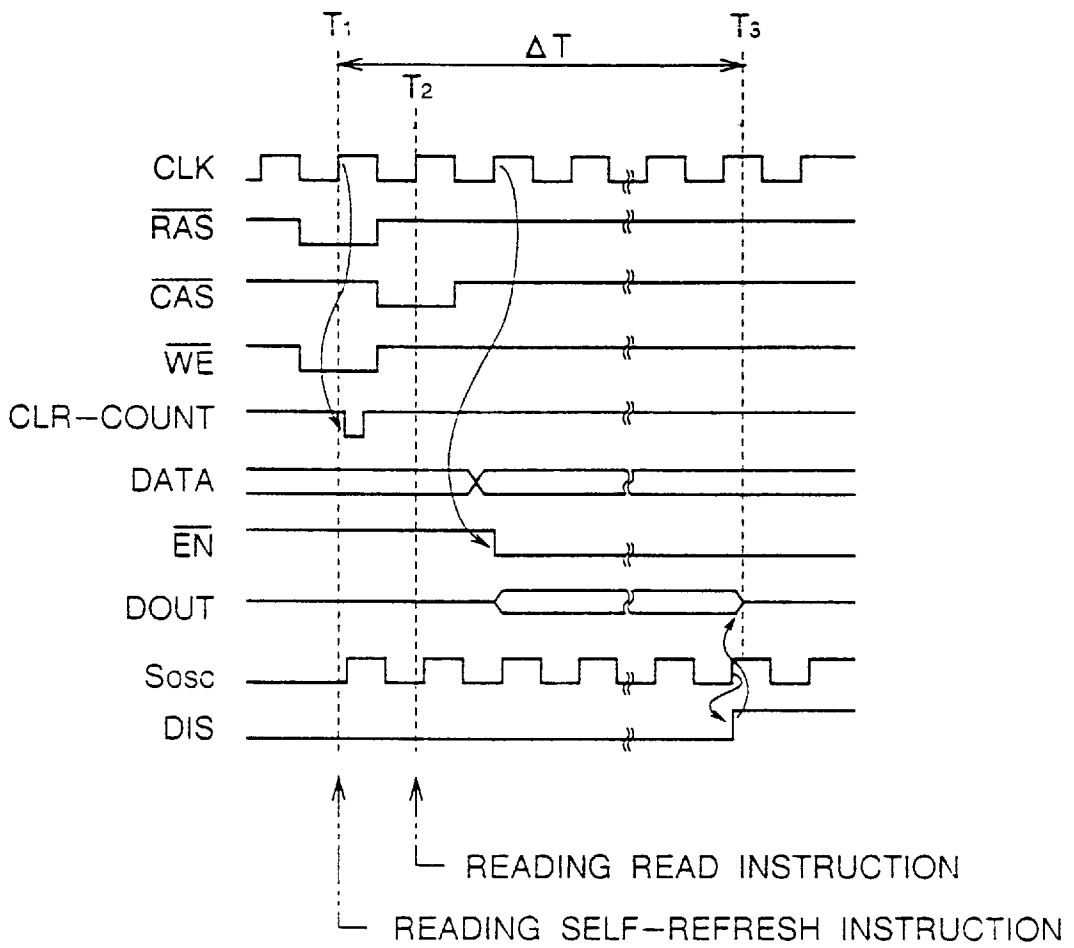 T1
T3
ΔT
T2
CLK
RAS
CAS
WE
CLR-COUNT
DATA
EN
DOUT
Sosc
DIS
READING READ INSTRUCTION
READING SELF-REFRESH INSTRUCTION